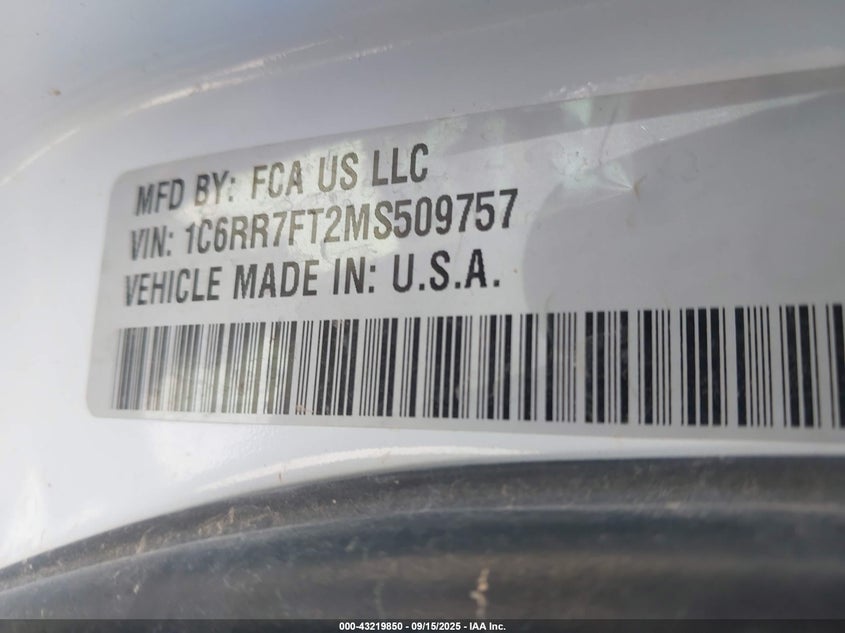 MFD BY: FCA US LLC
VIN: 1C6RR7FT2MS509757
VEHICLE MADE IN: U.S.A.
000-43219850 - 09/15/2025 - IAA Inc.